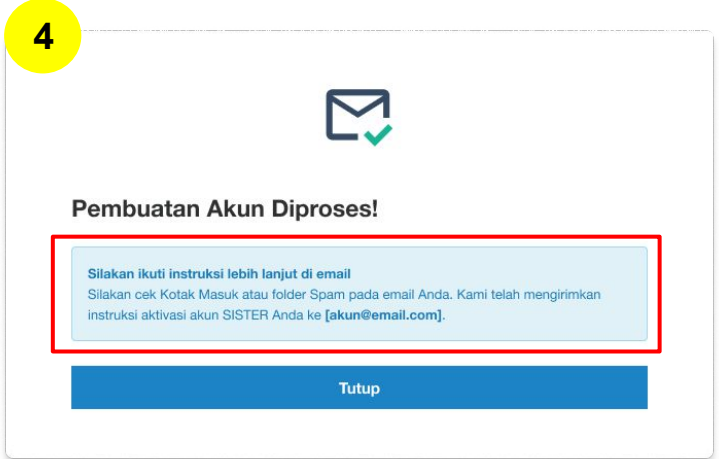 4
Pembuatan Akun Diproses!
Silakan ikuti instruksi lebih lanjut di email
Silakan cek Kotak Masuk atau folder Spam pada email Anda. Kami telah mengirimkan
instruksi aktivasi akun SISTER Anda ke [akun@email.com].
Tutup